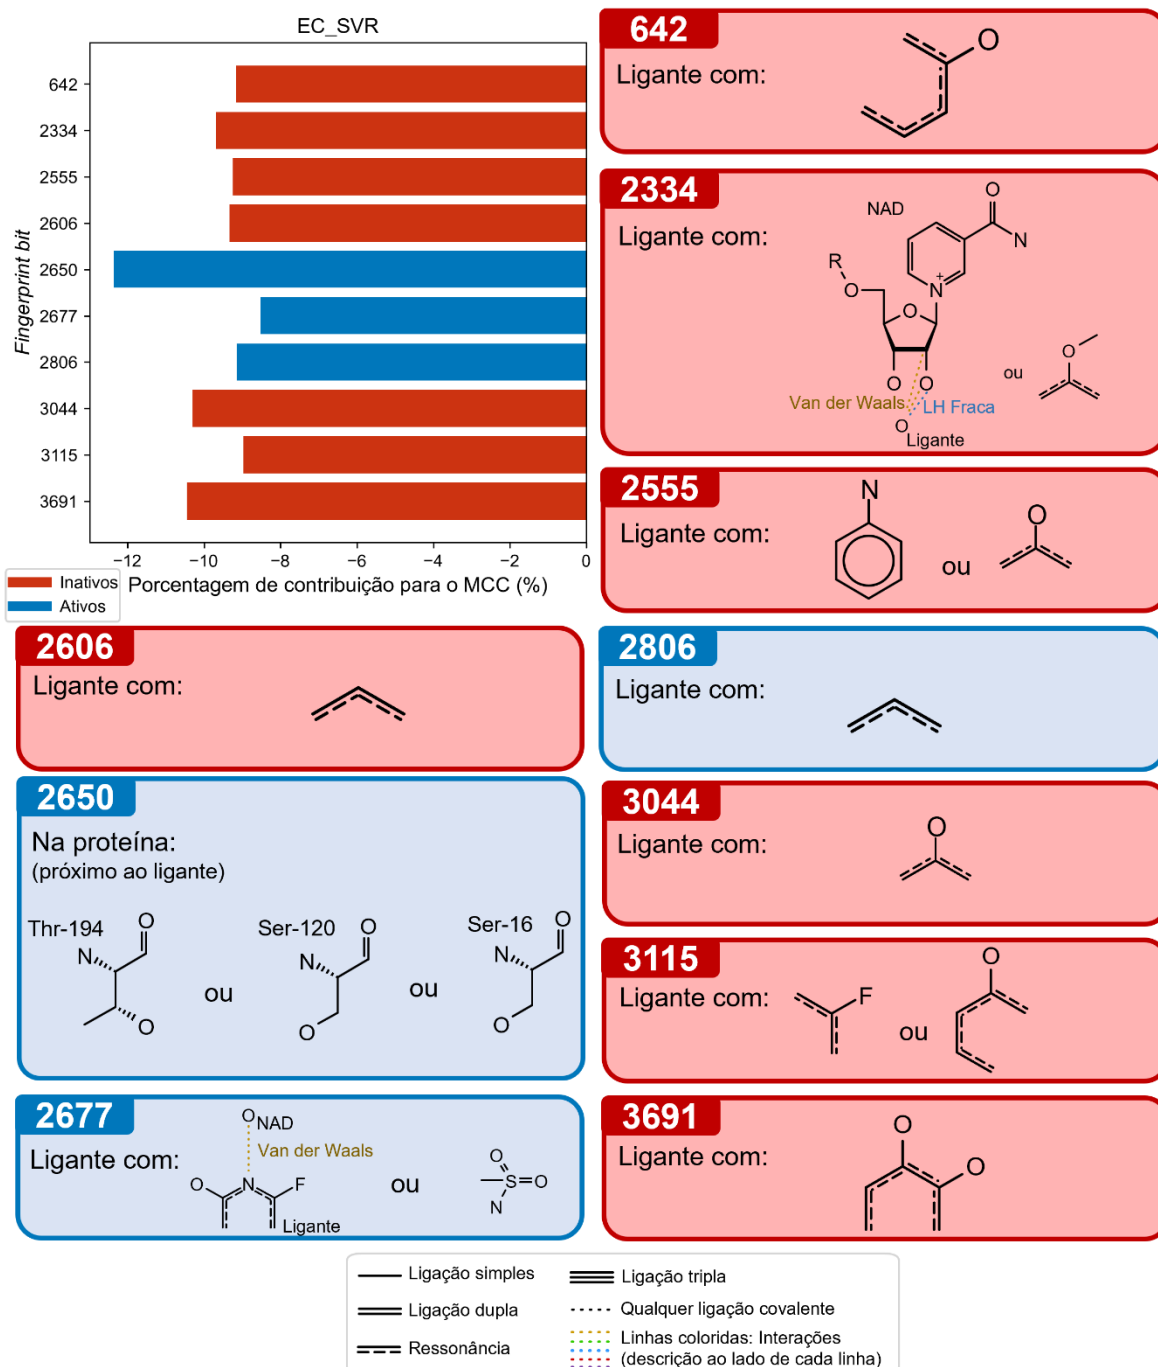 EC_SVR
Fingerprint bit
642
2334
2555
2606
2650
2677
2806
3044
3115
3691
−12
−10
−8
−6
−4
−2
0
Porcentagem de contribuição para o MCC (%)
Inativos
Ativos
642
Ligante com:
O
2334
Ligante com:
NAD
O
N
R
O
N
+
O
O
O
Van der Waals
LH Fraca
O
Ligante
ou
O
2555
Ligante com:
N
ou
O
2606
Ligante com:
2806
Ligante com:
2650
Na proteína:
(próximo ao ligante)
Thr-194
O
N
O
ou
Ser-120
O
N
O
ou
Ser-16
O
N
O
3044
Ligante com:
O
3115
Ligante com:
F
ou
O
2677
Ligante com:
O NAD
Van der Waals
O
N
F
Ligante
ou
O
S
O
N
3691
Ligante com:
O
O
Ligação simples
Ligação dupla
Ressonância
Ligação tripla
Qualquer ligação covalente
Linhas coloridas: Interações
(descrição ao lado de cada linha)